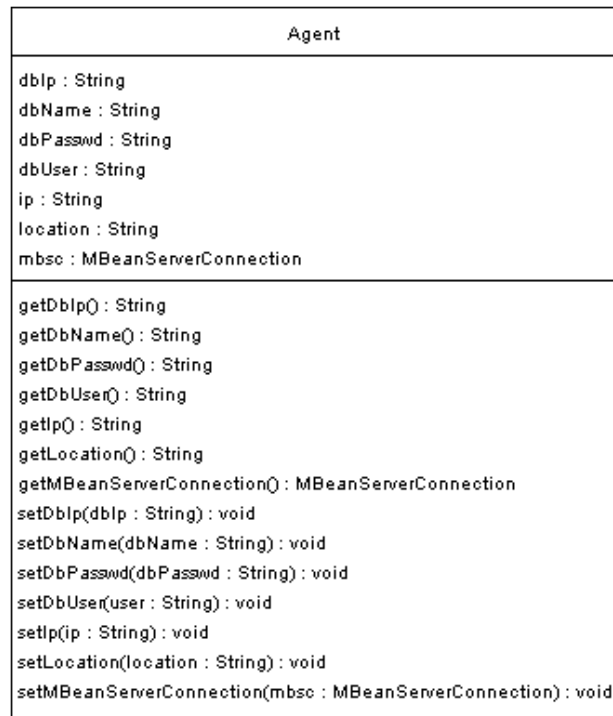 Agent
dbIp : String
dbName : String
dbPasswd : String
dbUser : String
ip : String
location : String
mbsc : MBeanServerConnection
getDbIp() : String
getDbName() : String
getDbPasswd() : String
getDbUser() : String
getIp() : String
getLocation() : String
getMBeanServerConnection() : MBeanServerConnection
setDbIp(dbIp : String) : void
setDbName(dbName : String) : void
setDbPasswd(dbPasswd : String) : void
setDbUser(user : String) : void
setIp(ip : String) : void
setLocation(location : String) : void
setMBeanServerConnection(mbsc : MBeanServerConnection) : void